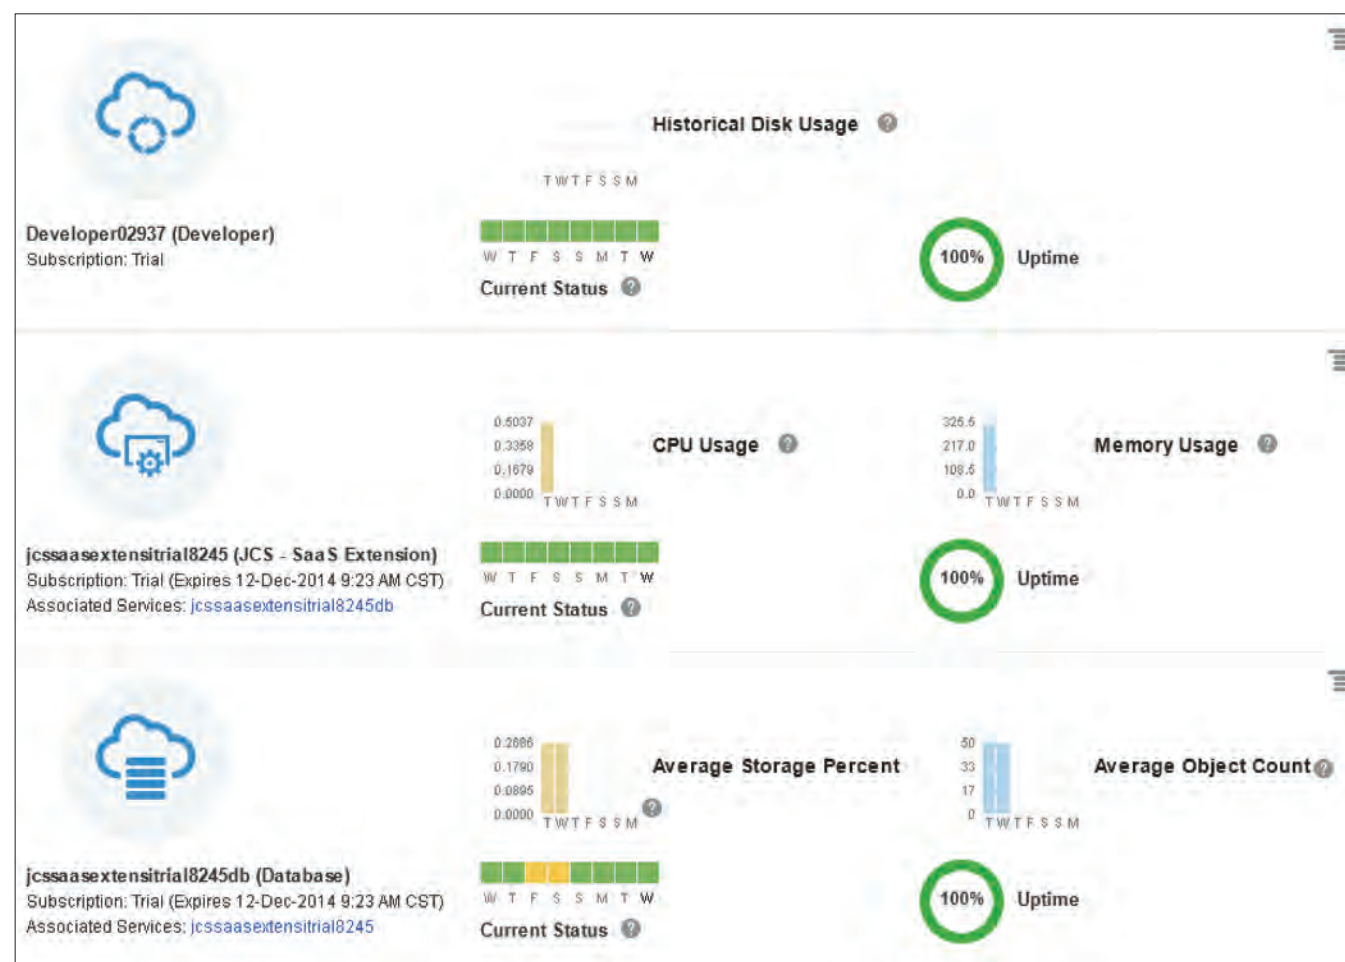 Historical Disk Usage ?
T W T F S S M
Developer02937 (Developer)
Subscription: Trial
W T F S S M T W
Current Status ?
100% Uptime
0.5037
0.3358
0.1679
0.0000
T W T F S S M
CPU Usage ?
325.5
217.0
108.5
0.0
T W T F S S M
Memory Usage ?
jcssaasextensitrial8245 (JCS - SaaS Extension)
Subscription: Trial (Expires 12-Dec-2014 9:23 AM CST)
Associated Services: jcssaasextensitrial8245db
W T F S S M T W
Current Status ?
100% Uptime
0.2686
0.1790
0.0895
0.0000
T W T F S S M
Average Storage Percent ?
50
33
17
0
T W T F S S M
Average Object Count ?
jcssaasextensitrial8245db (Database)
Subscription: Trial (Expires 12-Dec-2014 9:23 AM CST)
Associated Services: jcssaasextensitrial8245
W T F S S M T W
Current Status ?
100% Uptime